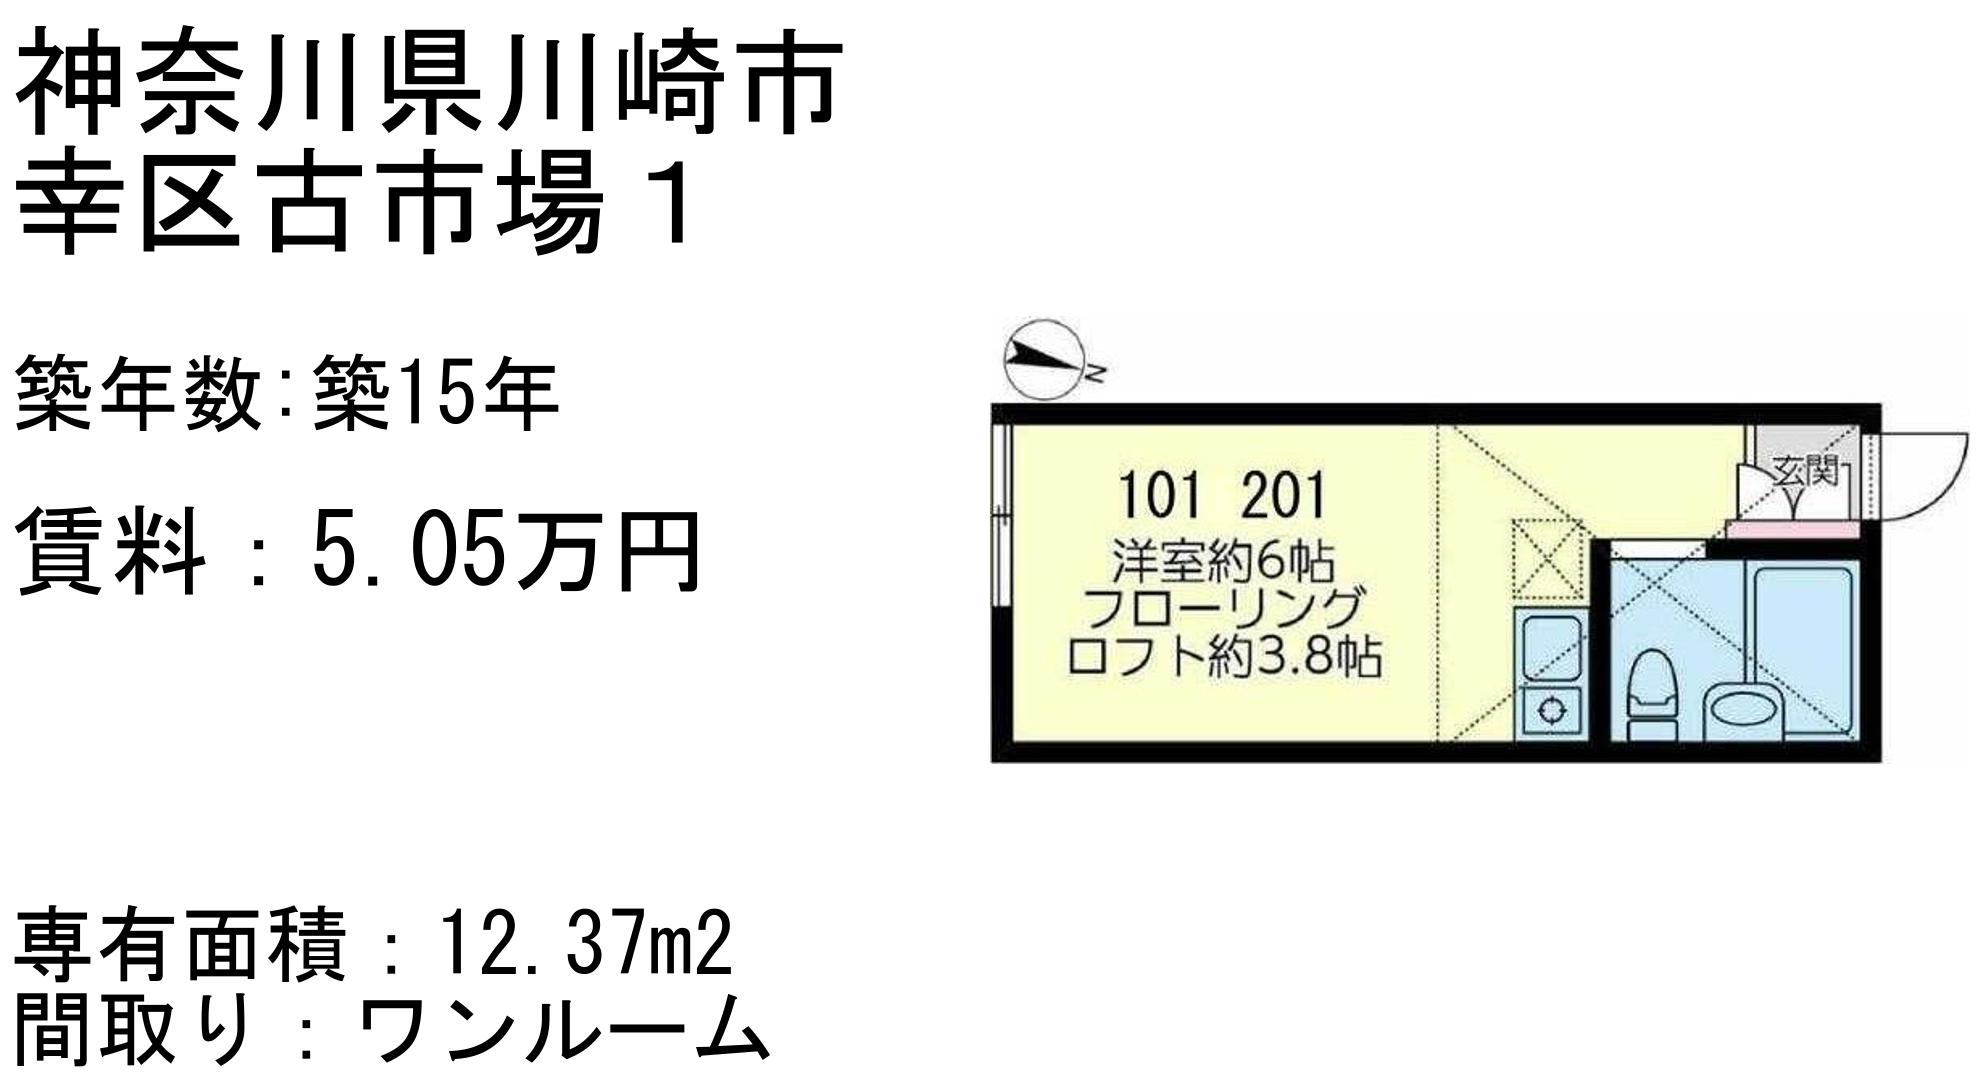 神奈川県川崎市
幸区古市場１
築年数:築15年
賃料：5.05万円
専有面積：12.37m2
間取り：ワンルーム
N
101 201
洋室約6帖
フローリング
ロフト約3.8帖
玄関